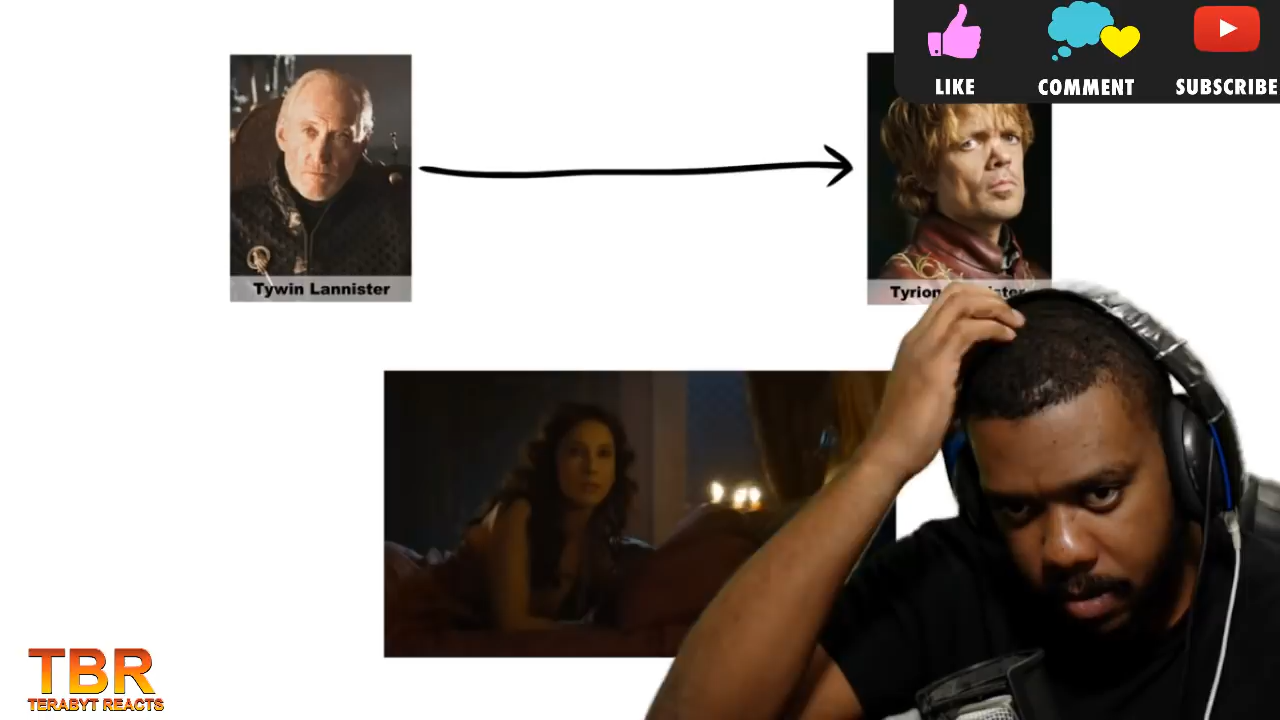 LIKE
COMMENT
SUBSCRIBE
Tywin Lannister
TBR
TERABYT REACTS